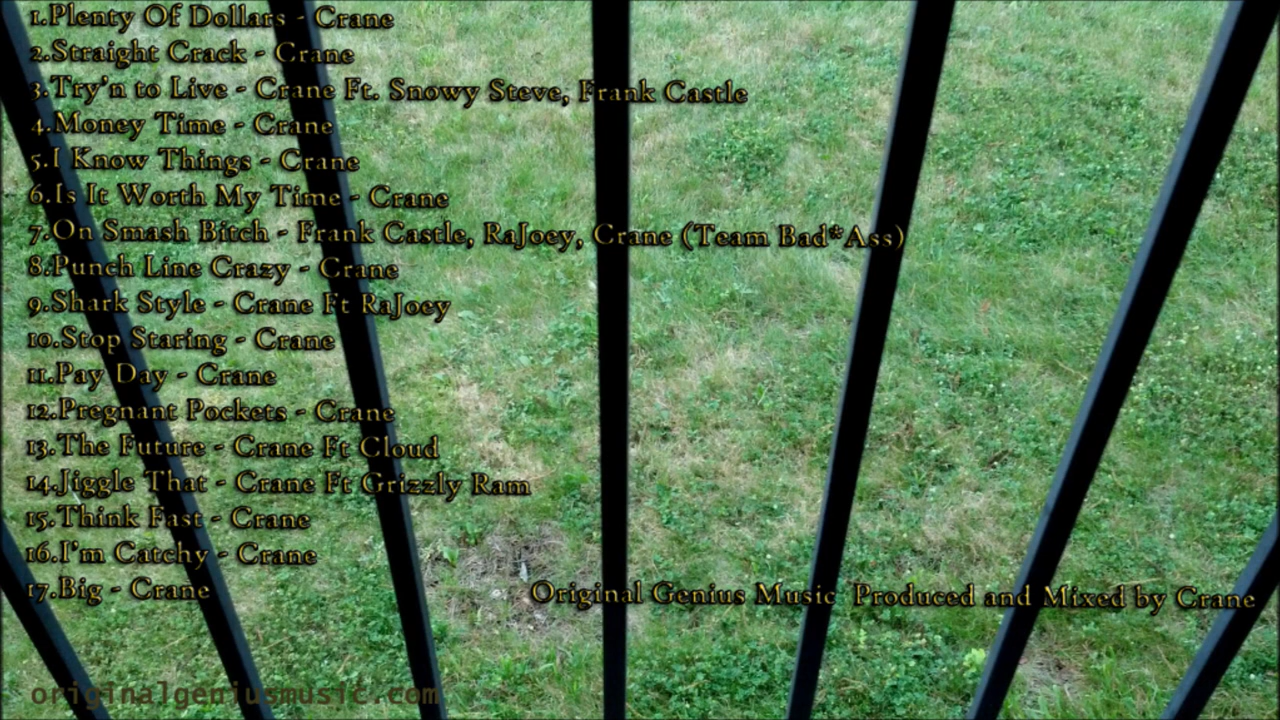 1.Plenty Of Dollars - Crane
2.Straight Crack - Crane
3.Try'n to Live - Crane Ft. Snowy Steve, Frank Castle
4.Money Time - Crane
5.I Know Things - Crane
6.Is It Worth My Time - Crane
7.On Smash Bitch - Frank Castle, RaJoey, Crane (Team Bad*Ass)
8.Punch Line Crazy - Crane
9.Shark Style - Crane Ft RaJoey
10.Stop Staring - Crane
11.Pay Day - Crane
12.Pregnant Pockets - Crane
13.The Future - Crane Ft Cloud
14.Jiggle That - Crane Ft Grizzly Ram
15.Think Fast - Crane
16.I'm Catchy - Crane
17.Big - Crane
Original Genius Music Produced and Mixed by Crane
originalgeniusmusic.com